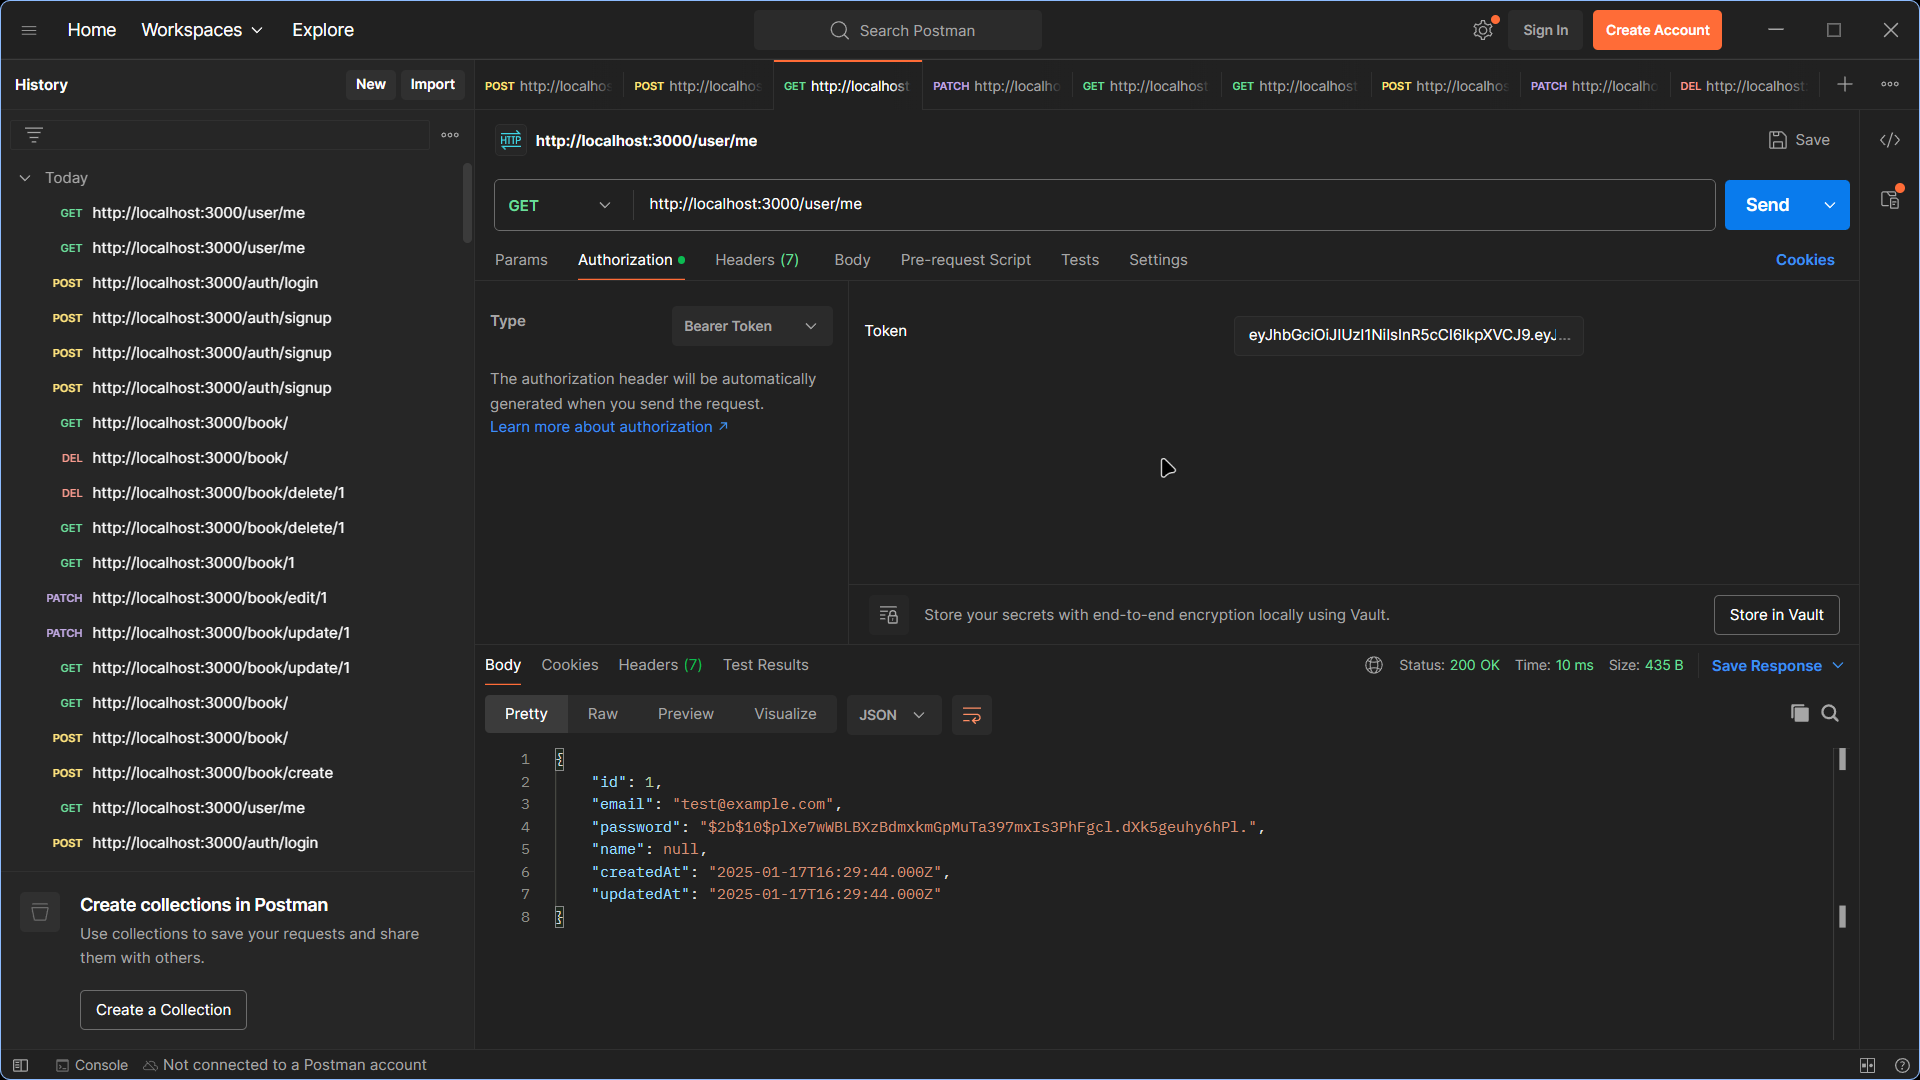 Home Workspaces Explore Search Postman Sign In Create Account
History New Import
POST http://localhos POST http://localhos GET http://localhost PATCH http://localho GET http://localhost GET http://localhost POST http://localhos PATCH http://localho DEL http://localhost:
HTTP http://localhost:3000/user/me Save
Today
GET http://localhost:3000/user/me
GET http://localhost:3000/user/me
POST http://localhost:3000/auth/login
POST http://localhost:3000/auth/signup
POST http://localhost:3000/auth/signup
POST http://localhost:3000/auth/signup
GET http://localhost:3000/book/
DEL http://localhost:3000/book/
DEL http://localhost:3000/book/delete/1
GET http://localhost:3000/book/delete/1
GET http://localhost:3000/book/1
PATCH http://localhost:3000/book/edit/1
PATCH http://localhost:3000/book/update/1
GET http://localhost:3000/book/update/1
GET http://localhost:3000/book/
POST http://localhost:3000/book/
POST http://localhost:3000/book/create
GET http://localhost:3000/user/me
POST http://localhost:3000/auth/login
Create collections in Postman
Use collections to save your requests and share
them with others.
Create a Collection
GET http://localhost:3000/user/me Send
Params Authorization Headers (7) Body Pre-request Script Tests Settings Cookies
Type Bearer Token
The authorization header will be automatically
generated when you send the request.
Learn more about authorization ↗
Token eyJhbGciOiJIUzI1NiIsInR5cCI6IkpXVCJ9.eyJ...
Store your secrets with end-to-end encryption locally using Vault. Store in Vault
Body Cookies Headers (7) Test Results Status: 200 OK Time: 10 ms Size: 435 B Save Response
Pretty Raw Preview Visualize JSON
1 {
2 "id": 1,
3 "email": "test@example.com",
4 "password": "$2b$10$plXe7wWBLBXzBdmxkmGpMuTa397mxIs3PhFgcl.dXk5geuhy6hPl.",
5 "name": null,
6 "createdAt": "2025-01-17T16:29:44.000Z",
7 "updatedAt": "2025-01-17T16:29:44.000Z"
8 }
Console Not connected to a Postman account